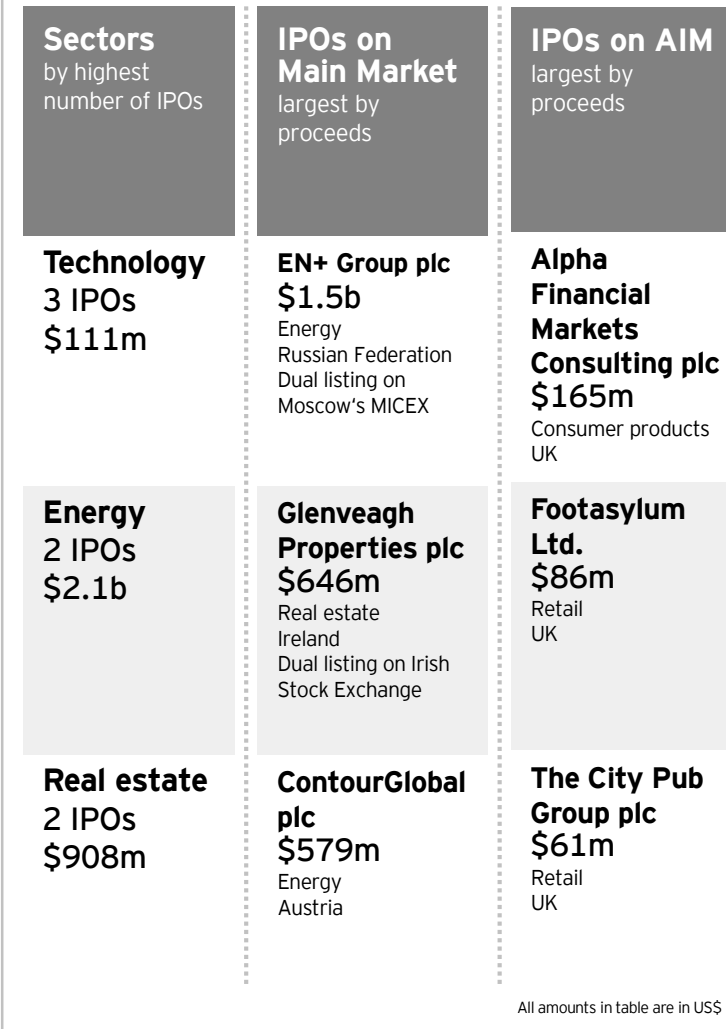 Sectors
by highest
number of IPOs
Technology
3 IPOs
$111m
Energy
2 IPOs
$2.1b
Real estate
2 IPOs
$908m
IPOs on
Main Market
largest by
proceeds
EN+ Group plc
$1.5b
Energy
Russian Federation
Dual listing on
Moscow's MICEX
Glenveagh
Properties plc
$646m
Real estate
Ireland
Dual listing on Irish
Stock Exchange
ContourGlobal
plc
$579m
Energy
Austria
IPOs on AIM
largest by
proceeds
Alpha
Financial
Markets
Consulting plc
$165m
Consumer products
UK
Footasylum
Ltd.
$86m
Retail
UK
The City Pub
Group plc
$61m
Retail
UK
All amounts in table are in US$